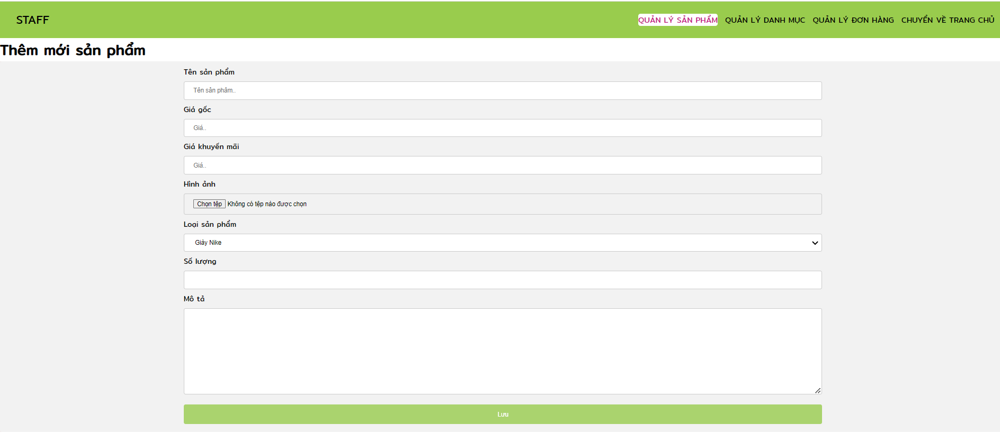 STAFF
QUẢN LÝ SẢN PHẨM QUẢN LÝ DANH MỤC QUẢN LÝ ĐƠN HÀNG CHUYỂN VỀ TRANG CHỦ
Thêm mới sản phẩm
Tên sản phẩm
Tên sản phâm..
Giá gốc
Giá..
Giá khuyến mãi
Giá..
Hình ảnh
Chọn tệp Không có tệp nào được chọn
Loại sản phẩm
Giày Nike
Số lượng
Mô tả
Lưu